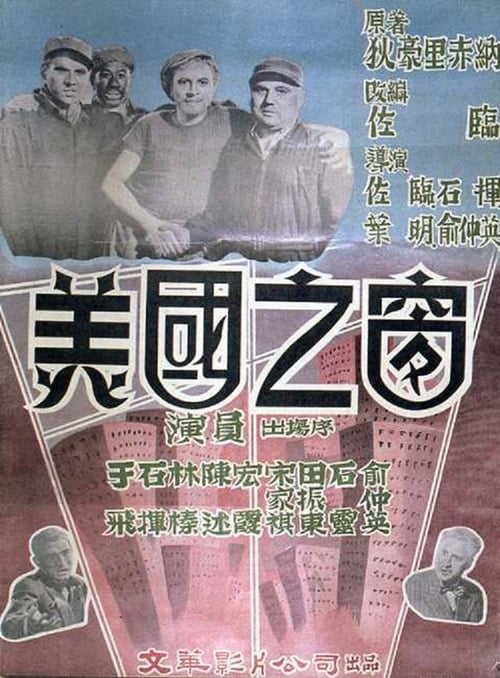 原著
狄豪里赤納
改編
佐臨
導演
佐臨 石揮
葉明 俞仲英
美國之窗
演員 出場序
于飛
石揮
林榛
陳述
宏霞
宋家祺
田振東
石靈
俞仲英
文華影片公司出品